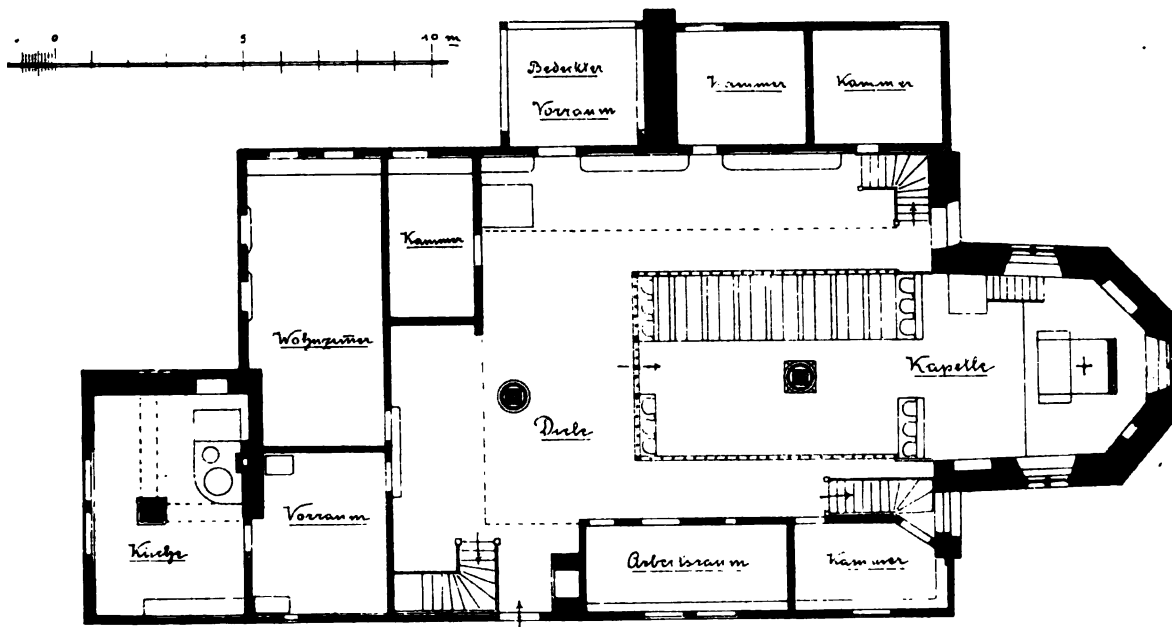 0 5 10 m
Bedeckter
Vorraum
Kammer
Kammer
Kammer
Wohnzimmer
Kapelle
Diele
Vorraum
Küche
Arbeitsraum
Kammer